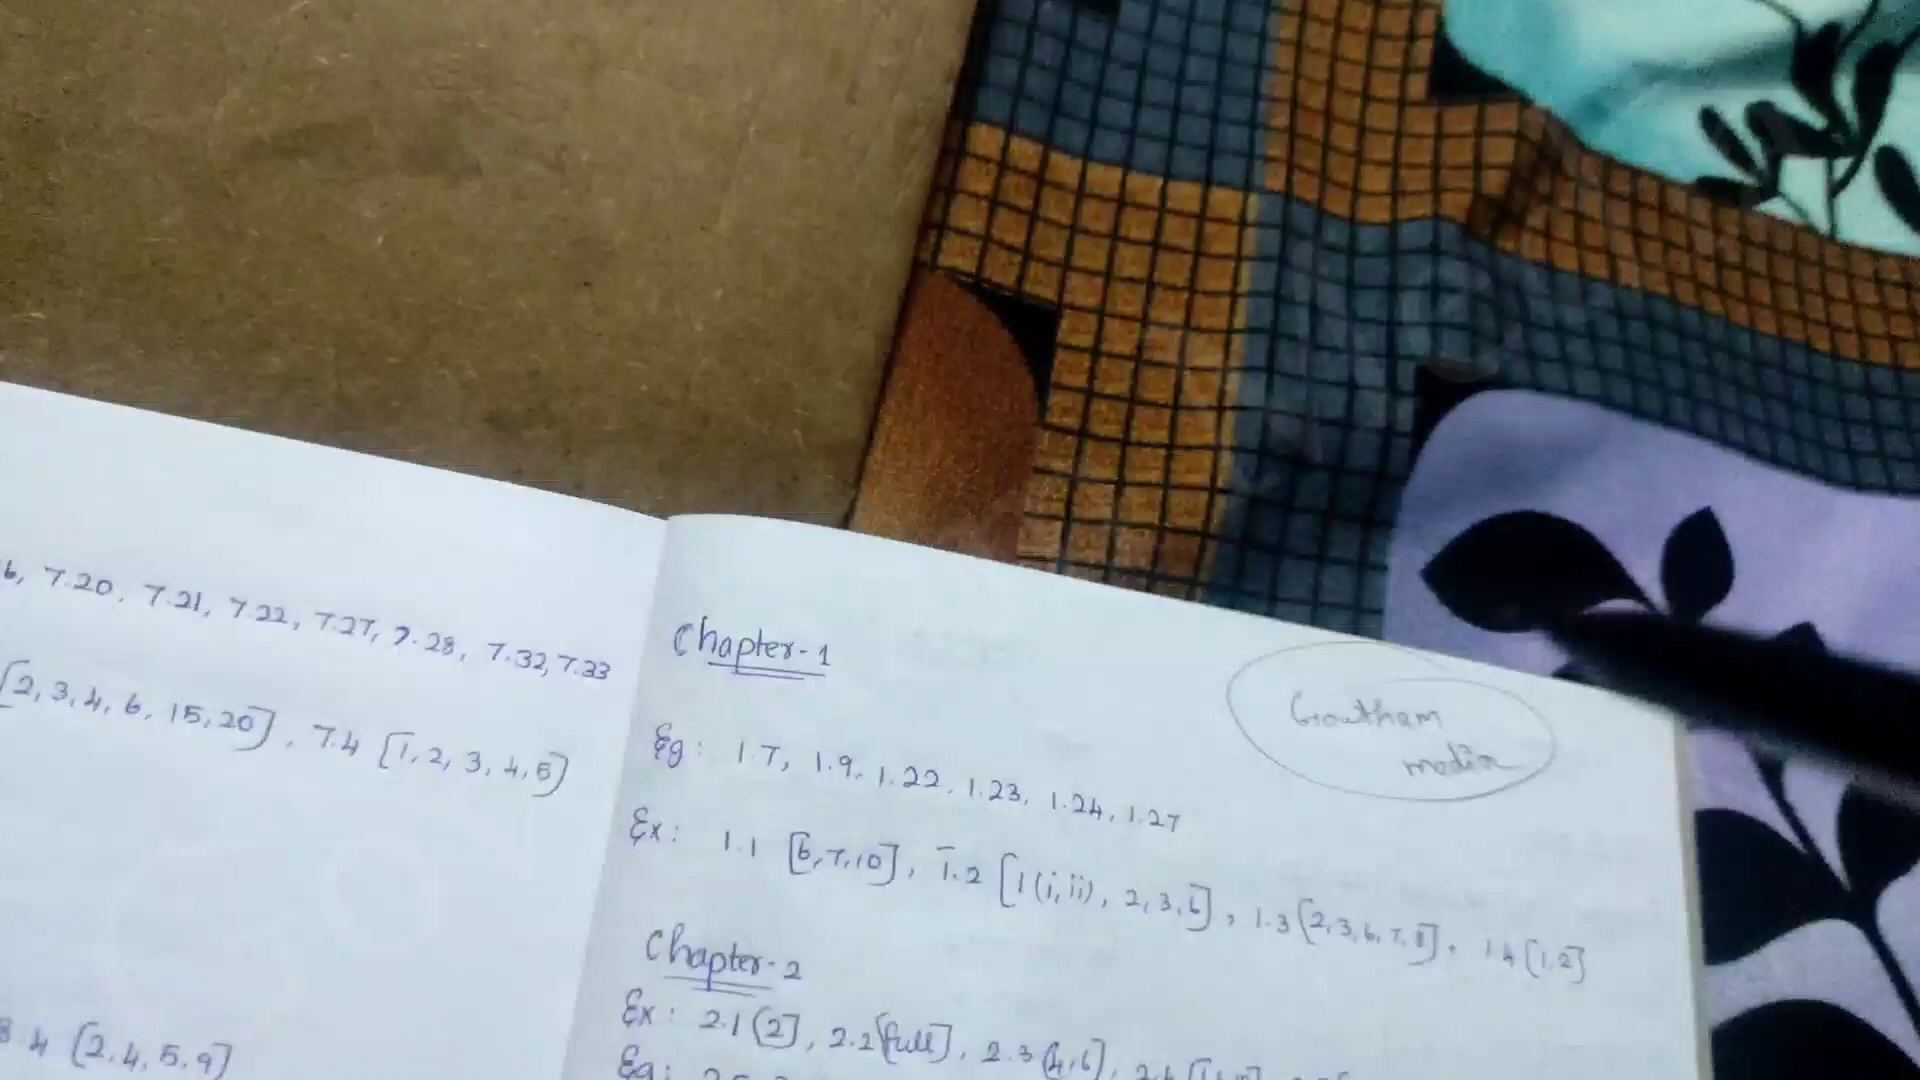 7.20, 7.21, 7.22, 7.27, 7.28, 7.32, 7.33
[2, 3, 4, 6, 15, 20], 7.4 [1, 2, 3, 4, 5]
3.4 [2, 4, 5, 9]
Chapter-1
Gowtham
media
Eg: 1.7, 1.9, 1.22, 1.23, 1.24, 1.27
Ex: 1.1 [6, 7, 10], 1.2 [1(i, ii), 2, 3, 6], 1.3 [2, 3, 6, 7, 8], 1.4 [1, 2]
Chapter-2
Ex: 2.1 [2], 2.2 [full], 2.3 [4, 6],
Eg: